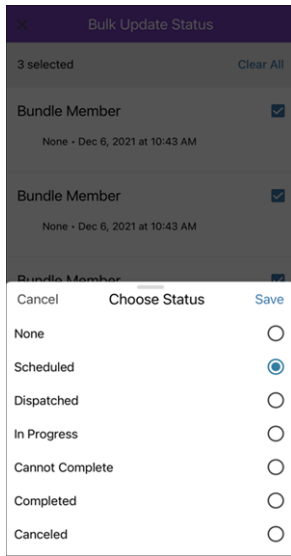 Bulk Update Status
3 selected
Clear All
Bundle Member
None • Dec 6, 2021 at 10:43 AM
Bundle Member
None • Dec 6, 2021 at 10:43 AM
Bundle Member
Cancel
Choose Status
Save
None
Scheduled
Dispatched
In Progress
Cannot Complete
Completed
Canceled